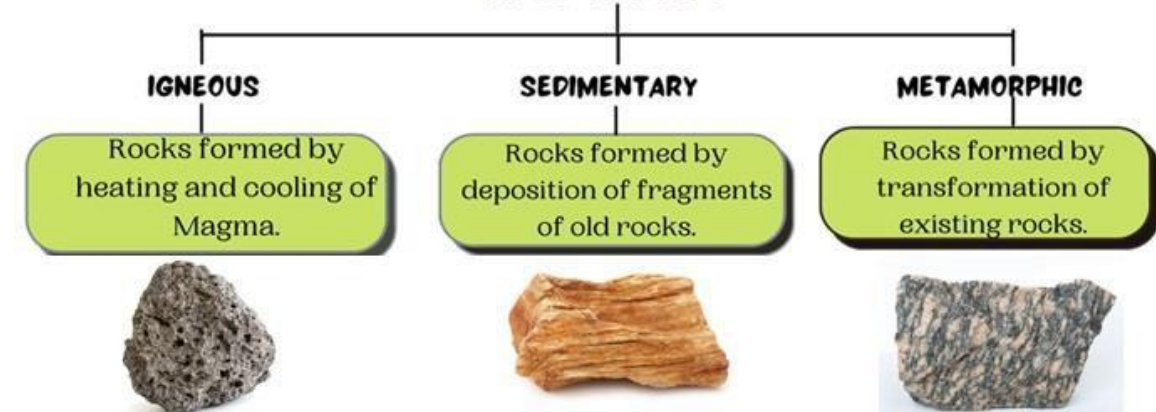 IGNEOUS
SEDIMENTARY
METAMORPHIC
Rocks formed by
heating and cooling of
Magma.
Rocks formed by
deposition of fragments
of old rocks.
Rocks formed by
transformation of
existing rocks.